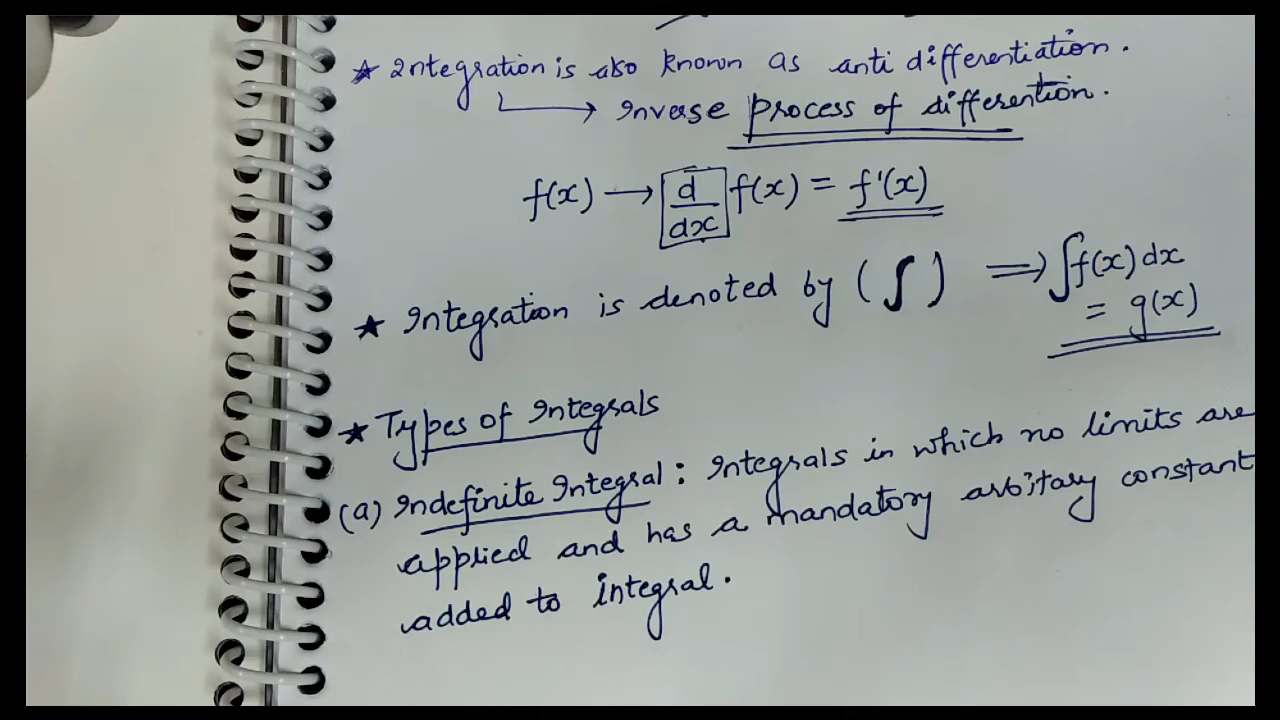 ★ Integration is also known as anti differentiation.
→ Inverse process of differention.
f(x) → d/dx f(x) = f'(x)
★ Integration is denoted by (∫) ⇒ ∫f(x) dx
= g(x)
★ Types of Integrals
(a) Indefinite Integral : Integrals in which no limits are
applied and has a mandatory arbitary constant
added to integral.